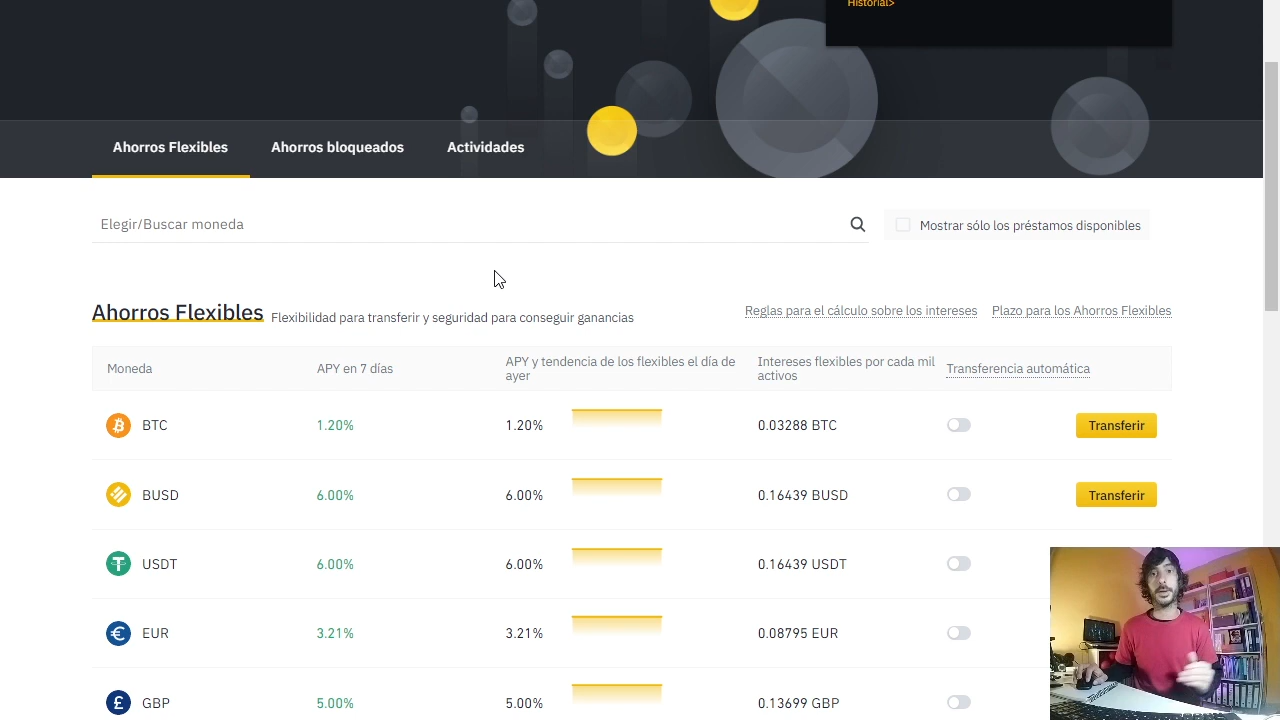 Historial>
Ahorros Flexibles
Ahorros bloqueados
Actividades
Elegir/Buscar moneda
Mostrar sólo los préstamos disponibles
Ahorros Flexibles
Flexibilidad para transferir y seguridad para conseguir ganancias
Reglas para el cálculo sobre los intereses
Plazo para los Ahorros Flexibles
Moneda
APY en 7 días
APY y tendencia de los flexibles el día de
ayer
Intereses flexibles por cada mil
activos
Transferencia automática
BTC
1.20%
1.20%
0.03288 BTC
Transferir
BUSD
6.00%
6.00%
0.16439 BUSD
Transferir
USDT
6.00%
6.00%
0.16439 USDT
EUR
3.21%
3.21%
0.08795 EUR
GBP
5.00%
5.00%
0.13699 GBP